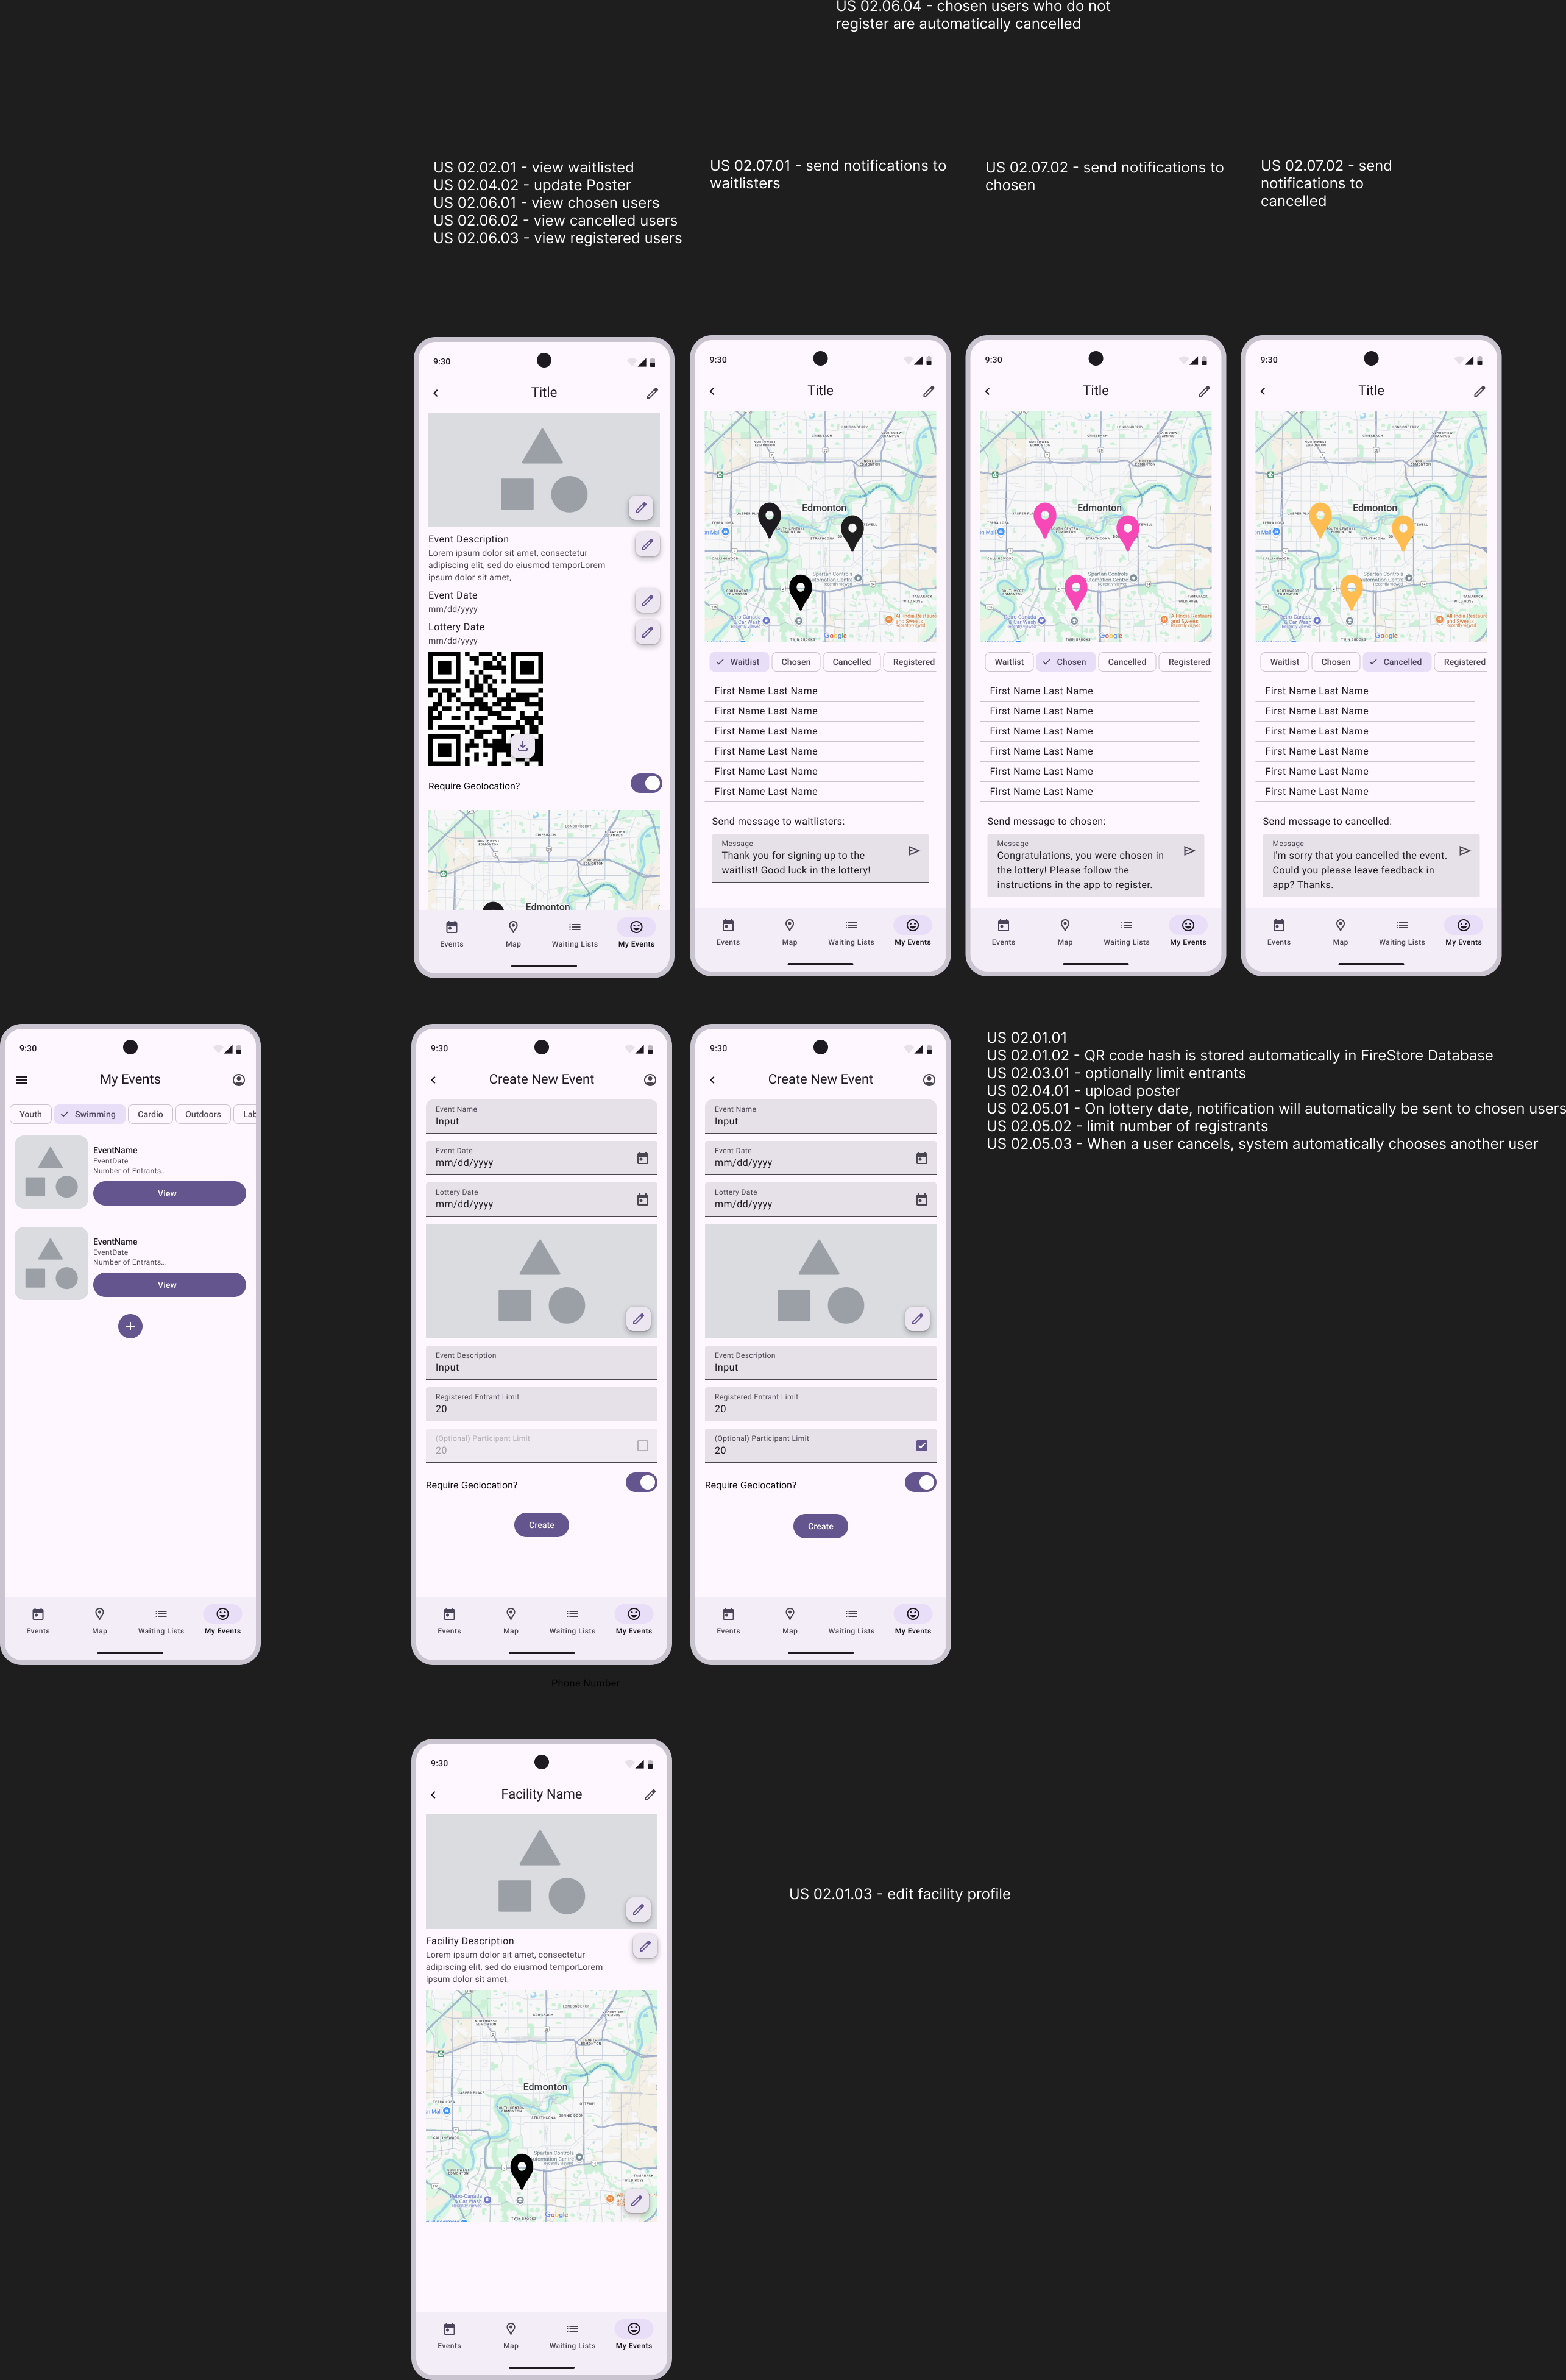 US 02.06.04 - chosen users who do not
register are automatically cancelled
US 02.02.01 - view waitlisted
US 02.04.02 - update Poster
US 02.06.01 - view chosen users
US 02.06.02 - view cancelled users
US 02.06.03 - view registered users
US 02.07.01 - send notifications to
waitlisters
US 02.07.02 - send notifications to
chosen
US 02.07.02 - send
notifications to
cancelled
9:30
Title
Event Description
Lorem ipsum dolor sit amet, consectetur
adipiscing elit, sed do eiusmod temporLorem
ipsum dolor sit amet,
Event Date
mm/dd/yyyy
Lottery Date
mm/dd/yyyy
Require Geolocation?
Edmonton
Events
Map
Waiting Lists
My Events
9:30
Title
Edmonton
Spartan Controls
Google
Waitlist
Chosen
Cancelled
Registered
First Name Last Name
First Name Last Name
First Name Last Name
First Name Last Name
First Name Last Name
First Name Last Name
Send message to waitlisters:
Message
Thank you for signing up to the
waitlist! Good luck in the lottery!
Events
Map
Waiting Lists
My Events
9:30
Title
Edmonton
Spartan Controls
Google
Waitlist
Chosen
Cancelled
Registered
First Name Last Name
First Name Last Name
First Name Last Name
First Name Last Name
First Name Last Name
First Name Last Name
Send message to chosen:
Message
Congratulations, you were chosen in
the lottery! Please follow the
instructions in the app to register.
Events
Map
Waiting Lists
My Events
9:30
Title
Edmonton
Spartan Controls
Google
Waitlist
Chosen
Cancelled
Registered
First Name Last Name
First Name Last Name
First Name Last Name
First Name Last Name
First Name Last Name
First Name Last Name
Send message to cancelled:
Message
I'm sorry that you cancelled the event.
Could you please leave feedback in
app? Thanks.
Events
Map
Waiting Lists
My Events
9:30
My Events
Youth
Swimming
Cardio
Outdoors
Lab
EventName
EventDate
Number of Entrants...
View
EventName
EventDate
Number of Entrants...
View
Events
Map
Waiting Lists
My Events
9:30
Create New Event
Event Name
Input
Event Date
mm/dd/yyyy
Lottery Date
mm/dd/yyyy
Event Description
Input
Registered Entrant Limit
20
(Optional) Participant Limit
20
Require Geolocation?
Create
Events
Map
Waiting Lists
My Events
9:30
Create New Event
Event Name
Input
Event Date
mm/dd/yyyy
Lottery Date
mm/dd/yyyy
Event Description
Input
Registered Entrant Limit
20
(Optional) Participant Limit
20
Require Geolocation?
Create
Events
Map
Waiting Lists
My Events
US 02.01.01
US 02.01.02 - QR code hash is stored automatically in FireStore Database
US 02.03.01 - optionally limit entrants
US 02.04.01 - upload poster
US 02.05.01 - On lottery date, notification will automatically be sent to chosen users
US 02.05.02 - limit number of registrants
US 02.05.03 - When a user cancels, system automatically chooses another user
Phone Number
9:30
Facility Name
Facility Description
Lorem ipsum dolor sit amet, consectetur
adipiscing elit, sed do eiusmod temporLorem
ipsum dolor sit amet,
Edmonton
Spartan Controls
Google
Events
Map
Waiting Lists
My Events
US 02.01.03 - edit facility profile